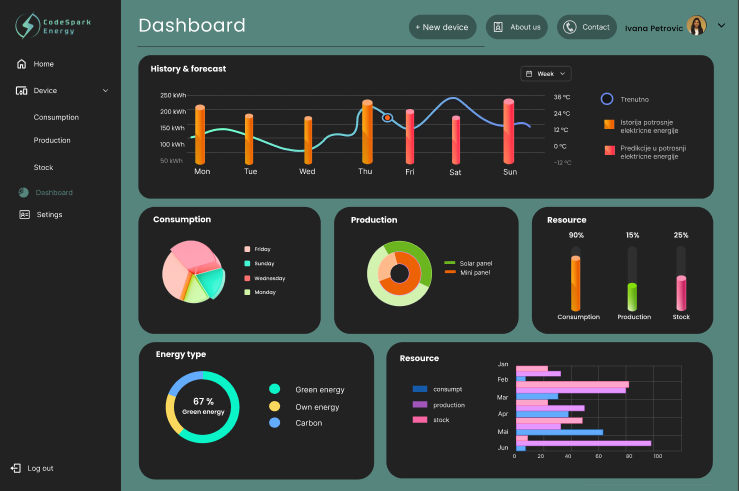 CodeSpark
Energy
Home
Device
Consumption
Production
Stock
Dashboard
Setings
Log out
Dashboard
+ New device
About us
Contact
Ivana Petrovic
History & forecast
Week
250 kWh
200 kWh
150 kWh
100 kWh
50 kWh
38 °C
24 °C
12 °C
0 °C
-12 °C
Mon Tue Wed Thu Fri Sat Sun
Trenutno
Istorija potrosnje
elektricne energije
Predikcije u potrosnji
elektricne energije
Consumption
Friday
Sunday
Wednesday
Monday
Production
Solar panel
Mini panel
Resource
90% 15% 25%
Consumption Production Stock
Energy type
67 %
Green energy
Green energy
Own energy
Carbon
Resource
consumpt
production
stock
Jan
Feb
Mar
Apr
Mai
Jun
0 20 40 60 80 100